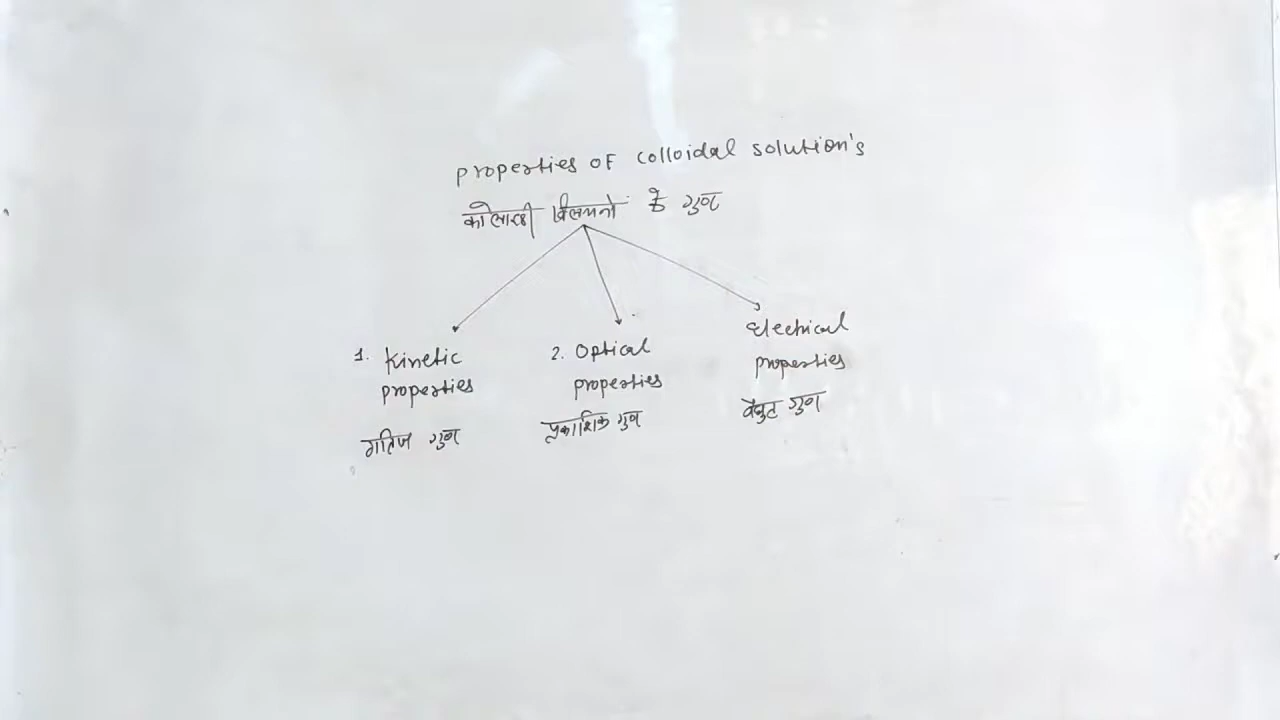 properties of colloidal solution's
कोलाइडी विलयनो के गुण
1. Kinetic
properties
गतिज गुण
2. Optical
properties
प्रकाशिक गुण
Electrical
properties
वैधुत गुण